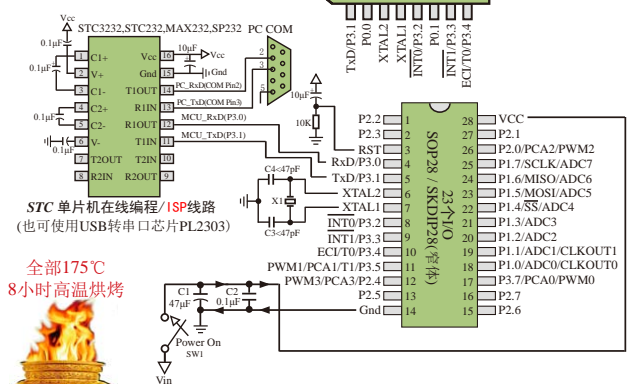 STC3232,STC232,MAX232,SP232 PC COM
Vcc
0.1μF
0.1μF
0.1μF
0.1μF
10μF
Vcc
Gnd
1 C1+
2 V+
3 C1-
4 C2+
5 C2-
6 V-
7 T2OUT
8 R2IN
Vcc 16
Gnd 15
T1OUT 14
R1IN 13
R1OUT 12
T1IN 11
T2IN 10
R2OUT 9
PC_RxD(COM Pin2)
PC_TxD(COM Pin3)
MCU_RxD(P3.0)
MCU_TxD(P3.1)
2
3
5
STC 单片机在线编程/ISP线路
(也可使用USB转串口芯片PL2303)
TxD/P3.1
P0.0
XTAL2
XTAL1
INT0/P3.2
P0.1
INT1/P3.3
ECI/T0/P3.4
10μF
10K
C4<47pF
X1
C3<47pF
P2.2 1
P2.3 2
RST 3
RxD/P3.0 4
TxD/P3.1 5
XTAL2 6
XTAL1 7
INT0/P3.2 8
INT1/P3.3 9
ECI/T0/P3.4 10
PWM1/PCA1/T1/P3.5 11
PWM3/PCA3/P2.4 12
P2.5 13
Gnd 14
SOP28 / SKDIP28(窄体)
23个I/O
28 VCC
27 P2.1
26 P2.0/PCA2/PWM2
25 P1.7/SCLK/ADC7
24 P1.6/MISO/ADC6
23 P1.5/MOSI/ADC5
22 P1.4/SS/ADC4
21 P1.3/ADC3
20 P1.2/ADC2
19 P1.1/ADC1/CLKOUT1
18 P1.0/ADC0/CLKOUT0
17 P3.7/PCA0/PWM0
16 P2.7
15 P2.6
全部175℃
8小时高温烘烤
C1
47μF
C2
0.1μF
Power On
SW1
Vin